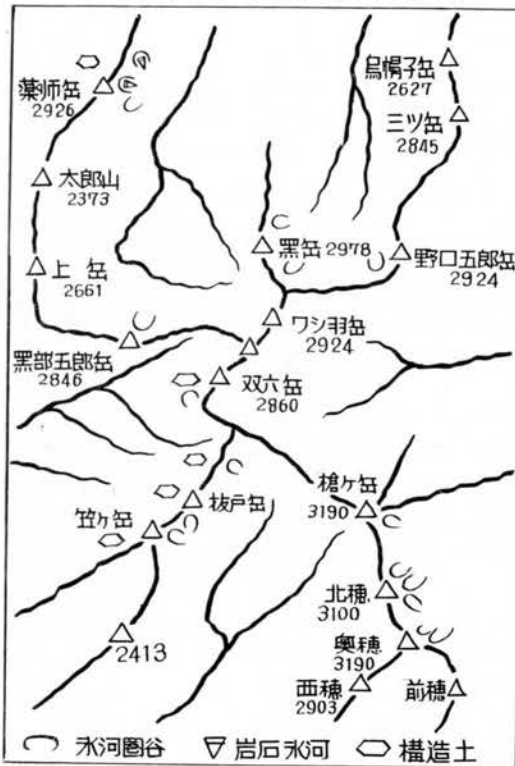 薬师岳
2926
烏帽子岳
2627
三ツ岳
2845
太郎山
2373
黒岳 2978
野口五郎岳
2924
上岳
2661
ワシ羽岳
2924
黒部五郎岳
2846
双六岳
2860
槍ヶ岳
3190
抜戸岳
笠ヶ岳
北穂
3100
奥穂
3190
2413
西穂
2903
前穂
氷河圏谷
岩石氷河
構造土